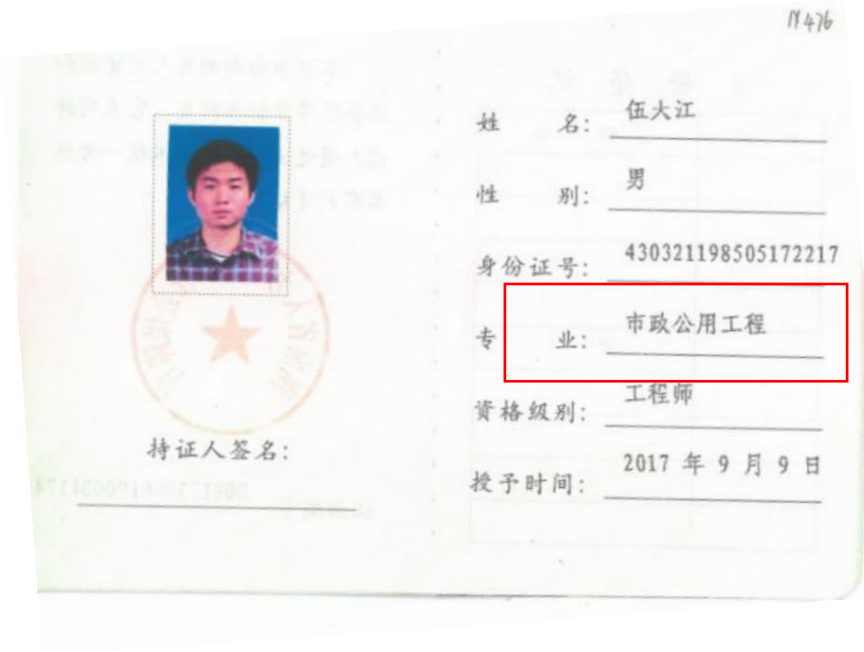 N476
姓 名: 伍大江
性 别: 男
身份证号: 430321198505172217
专 业: 市政公用工程
资格级别: 工程师
授予时间: 2017 年 9 月 9 日
持证人签名: